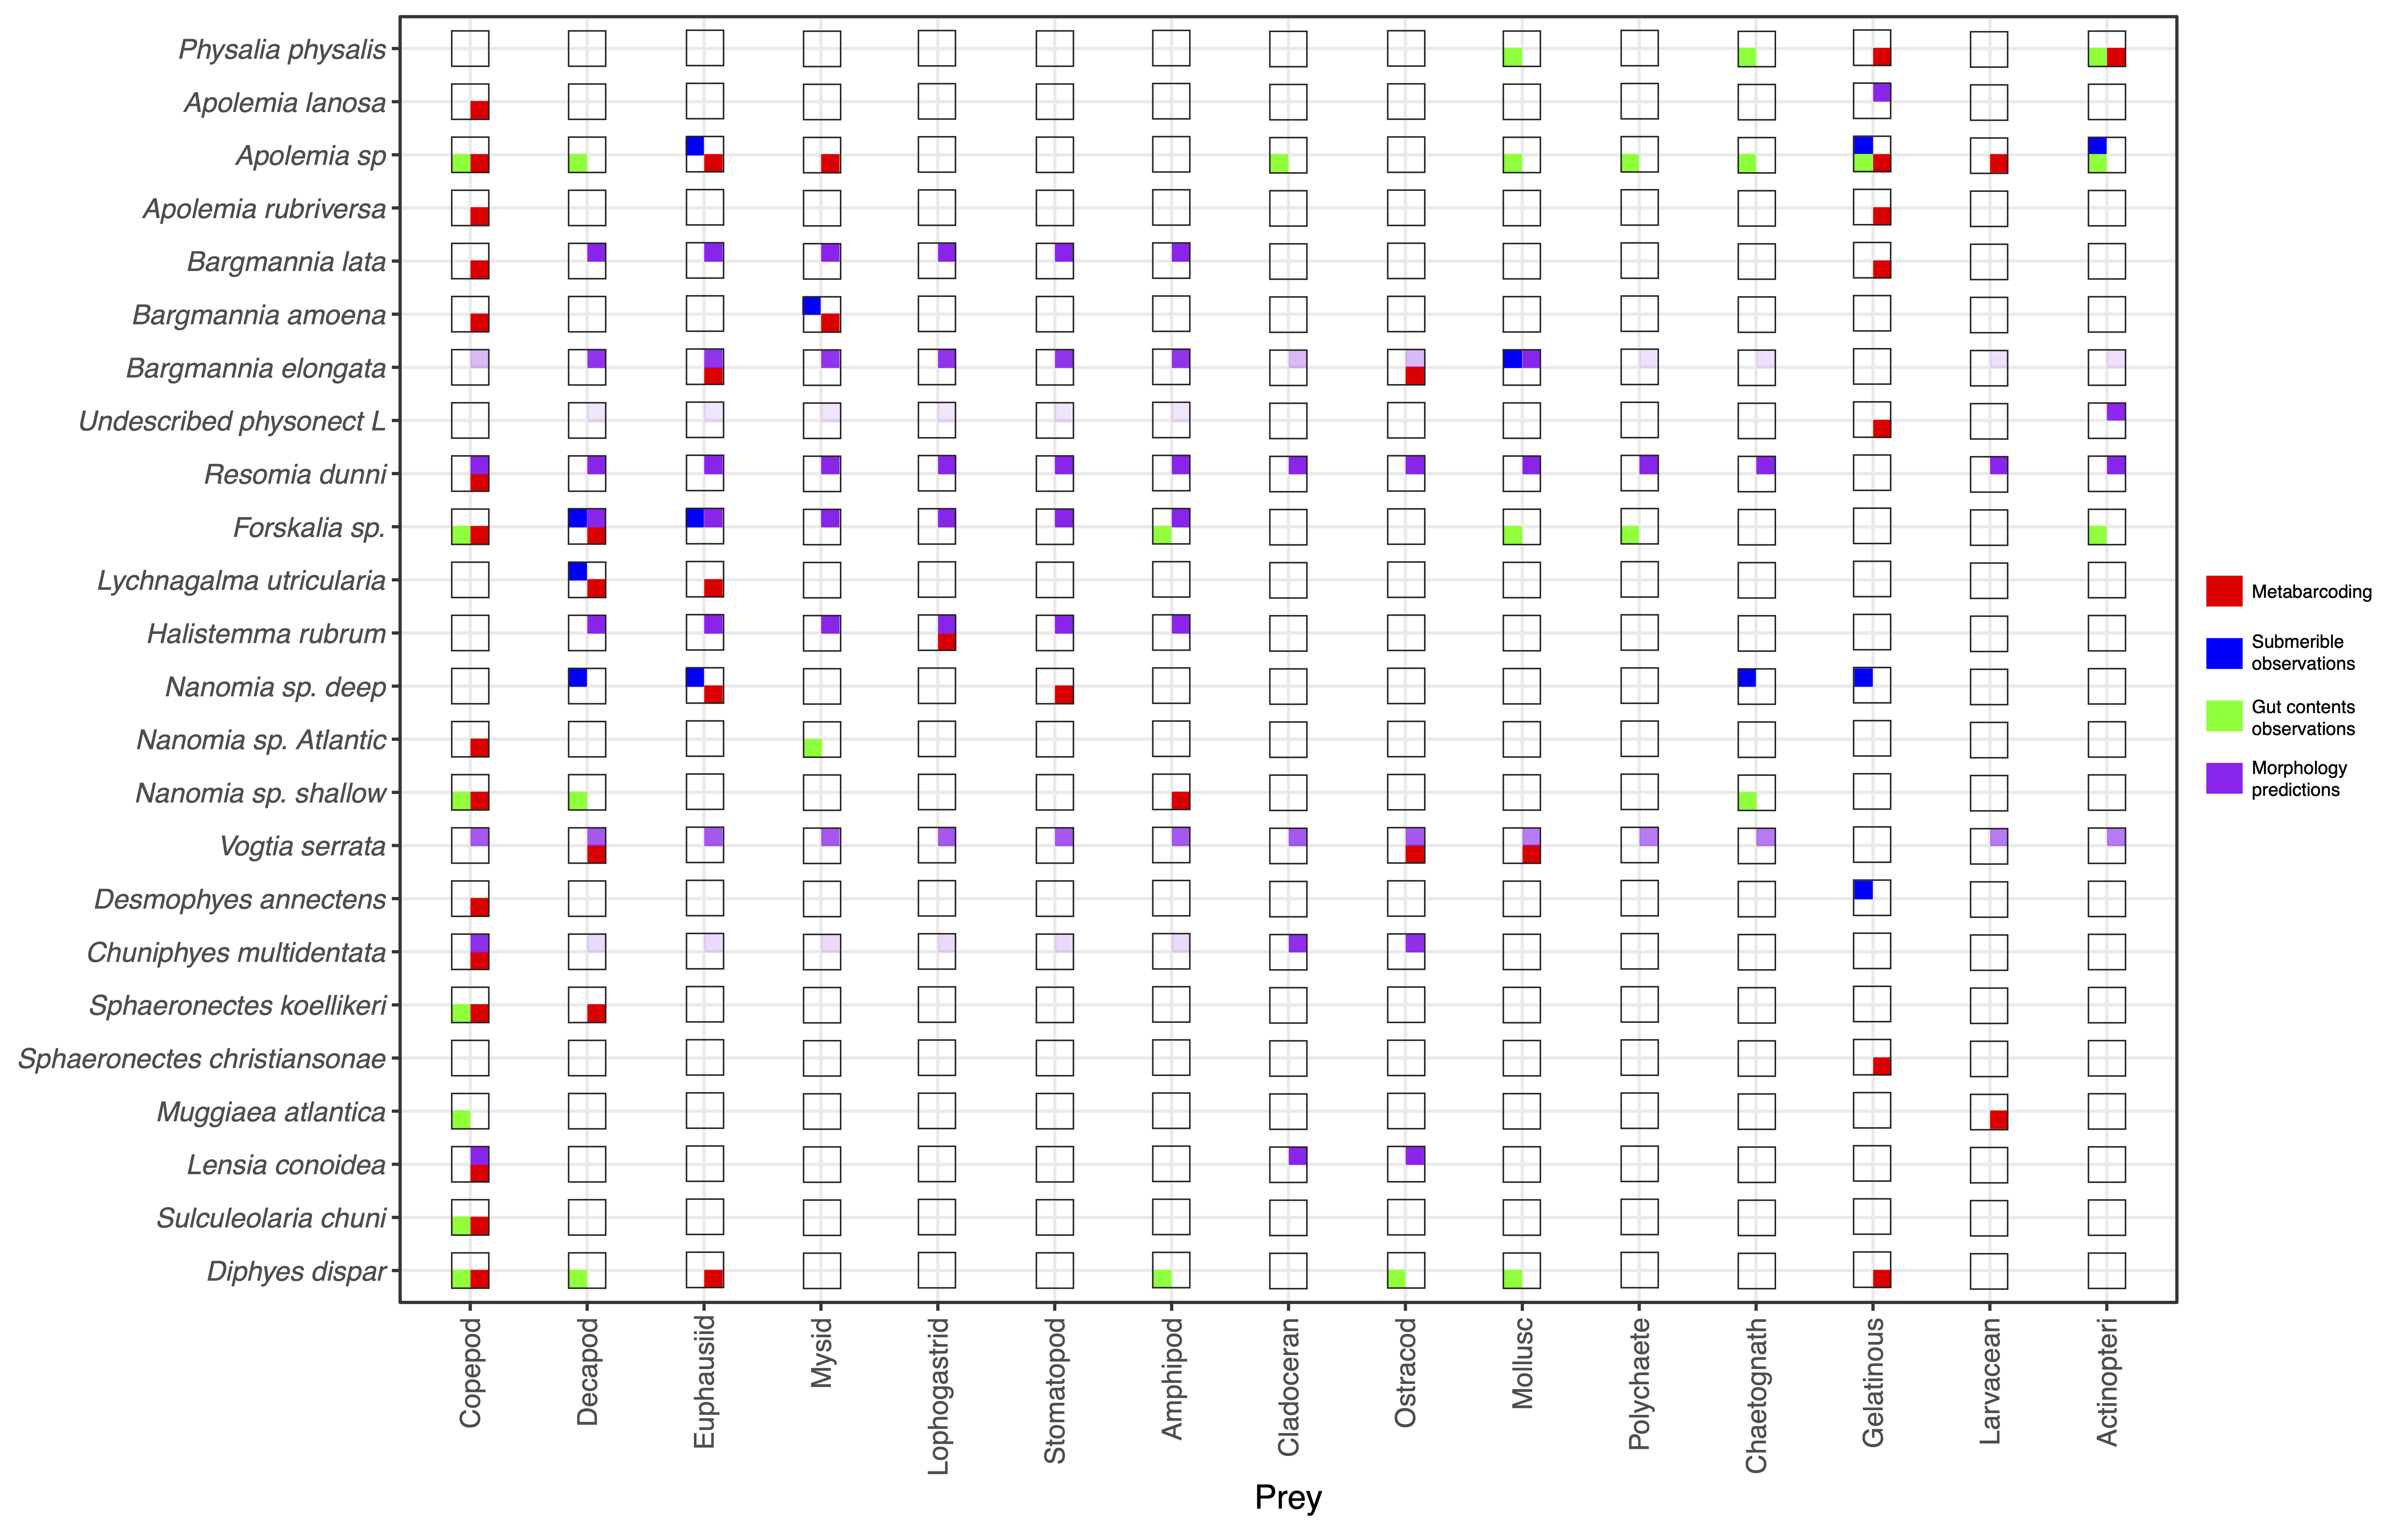 Physalia physalis
Apolemia lanosa
Apolemia sp
Apolemia rubriversa
Bargmannia lata
Bargmannia amoena
Bargmannia elongata
Undescribed physonect L
Resomia dunni
Forskalia sp.
Lychnagalma utricularia
Halistemma rubrum
Nanomia sp. deep
Nanomia sp. Atlantic
Nanomia sp. shallow
Vogtia serrata
Desmophyes annectens
Chuniphyes multidentata
Sphaeronectes koellikeri
Sphaeronectes christiansonae
Muggiaea atlantica
Lensia conoidea
Sulculeolaria chuni
Diphyes dispar
Metabarcoding
Submerible
observations
Gut contents
observations
Morphology
predictions
Copepod
Decapod
Euphausiid
Mysid
Lophogastrid
Stomatopod
Amphipod
Cladoceran
Ostracod
Mollusc
Polychaete
Chaetognath
Gelatinous
Larvacean
Actinopteri
Prey